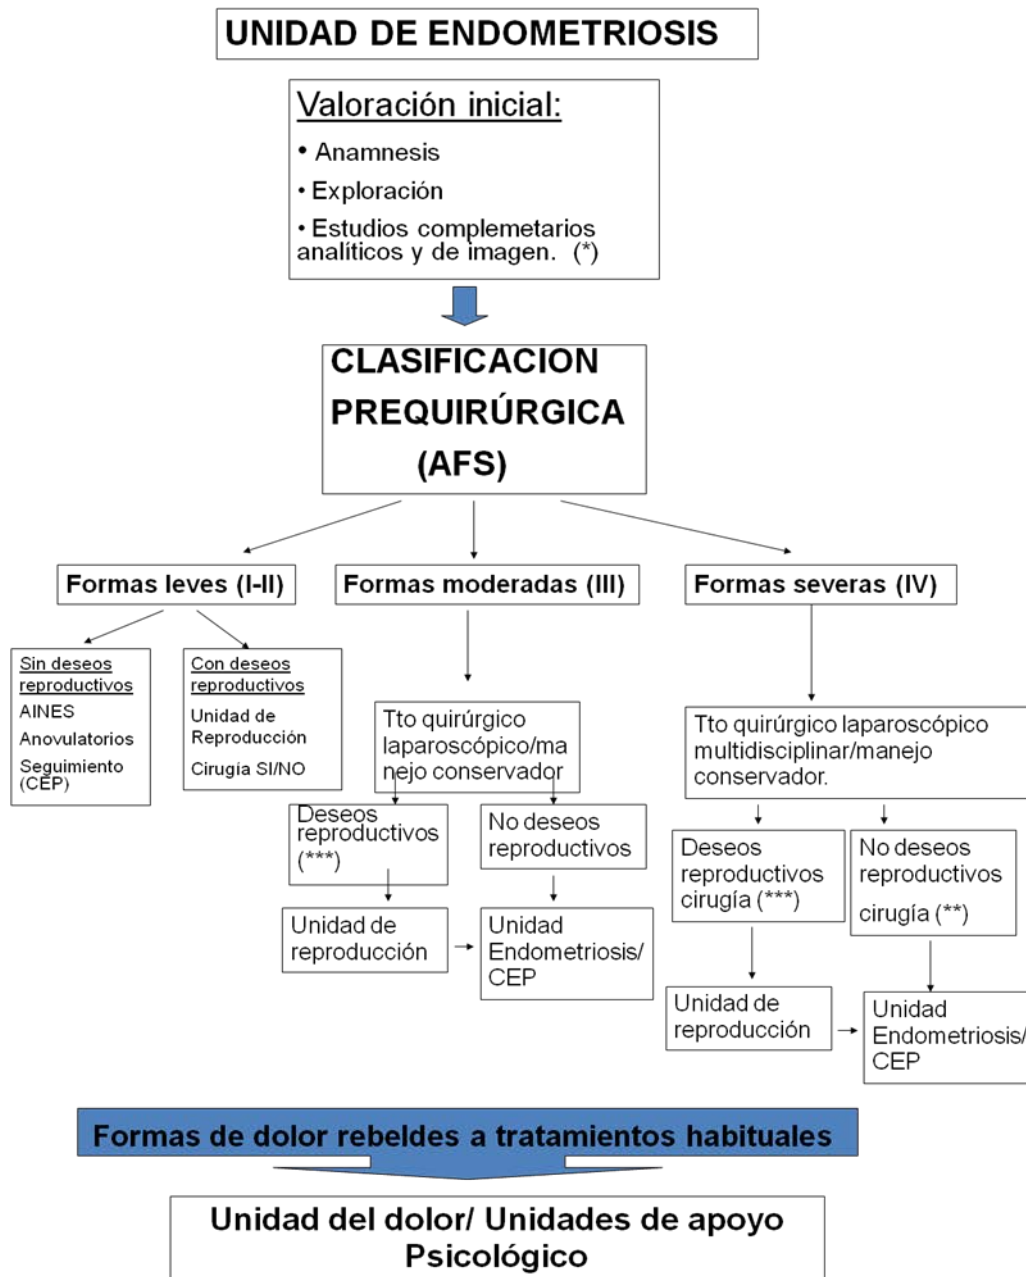 UNIDAD DE ENDOMETRIOSIS
Valoración inicial:
• Anamnesis
• Exploración
• Estudios complemetarios
analíticos y de imagen. (*)
CLASIFICACION
PREQUIRÚRGICA
(AFS)
Formas leves (I-II)
Formas moderadas (III)
Formas severas (IV)
Sin deseos
reproductivos
AINES
Anovulatorios
Seguimiento
(CEP)
Con deseos
reproductivos
Unidad de
Reproducción
Cirugía SI/NO
Tto quirúrgico
laparoscópico/ma
nejo conservador
Deseos
reproductivos
(***)
No deseos
reproductivos
Unidad de
reproducción
Unidad
Endometriosis/
CEP
Tto quirúrgico laparoscópico
multidisciplinar/manejo
conservador.
Deseos
reproductivos
cirugía (***)
No deseos
reproductivos
cirugía (**)
Unidad de
reproducción
Unidad
Endometriosis/
CEP
Formas de dolor rebeldes a tratamientos habituales
Unidad del dolor/ Unidades de apoyo
Psicológico